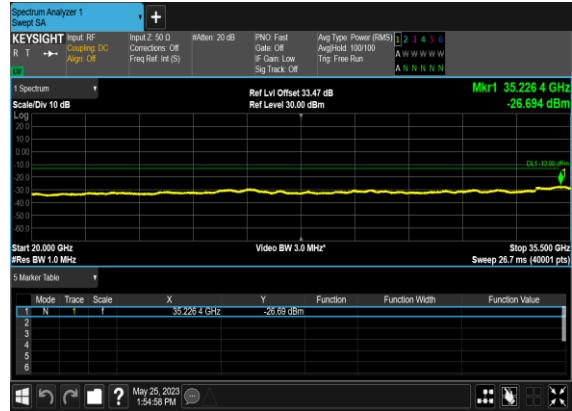 Spectrum Analyzer 1
Swept SA
+
KEYSIGHT Input: RF Input Z: 50 Ω #Atten: 20 dB PNO: Fast Avg Type: Power (RMS) 1 2 3 4 5 6
R T Coupling: DC Corrections: Off Gate: Off Avg|Hold: 100/100 A W W W W W
Align: Off Freq Ref: Int (S) IF Gain: Low Trig: Free Run
Sig Track: Off A N N N N N
1 Spectrum Ref Lvl Offset 33.47 dB Mkr1 35.226 4 GHz
Scale/Div 10 dB Ref Level 30.00 dBm -26.694 dBm
Log
20.0
10.0
0.00
-10.0
DL1 -13.00 dBm
1
-20.0
-30.0
-40.0
-50.0
-60.0
Start 20.000 GHz Video BW 3.0 MHz* Stop 35.500 GHz
#Res BW 1.0 MHz Sweep 26.7 ms (40001 pts)
5 Marker Table
Mode Trace Scale X Y Function Function Width Function Value
1 N 1 f 35.226 4 GHz -26.69 dBm
2
3
4
5
6
? May 25, 2023
1:54:58 PM